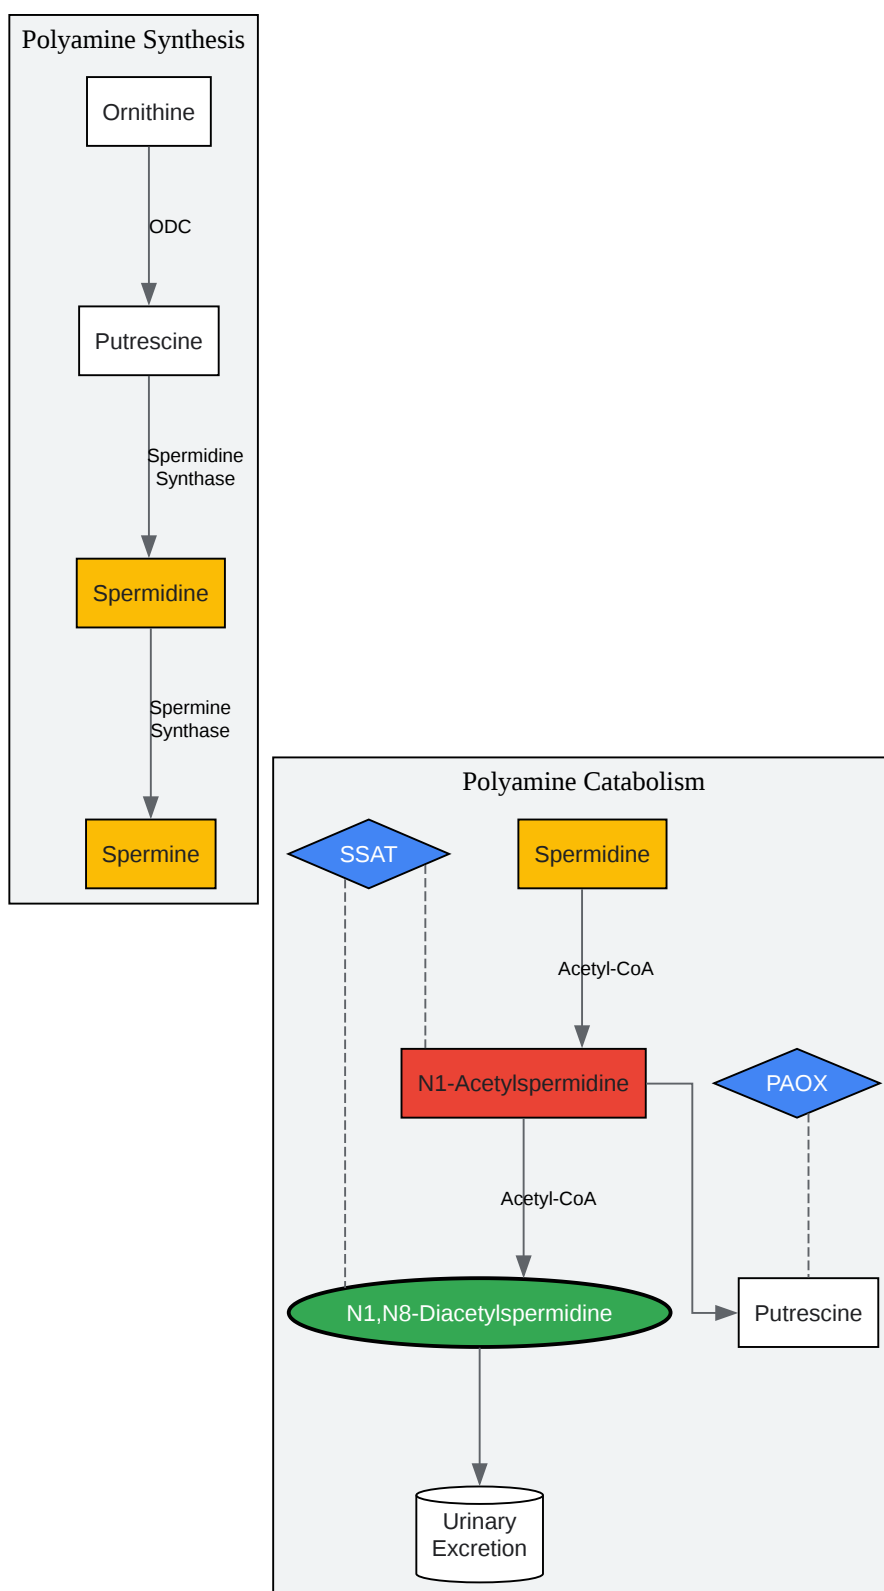 Polyamine Synthesis
Ornithine
ODC
Putrescine
Spermidine
Synthase
Spermidine
Spermine
Synthase
Spermine
Polyamine Catabolism
SSAT
Spermidine
Acetyl-CoA
N1-Acetylspermidine
PAOX
Acetyl-CoA
N1,N8-Diacetylspermidine
Putrescine
Urinary
Excretion